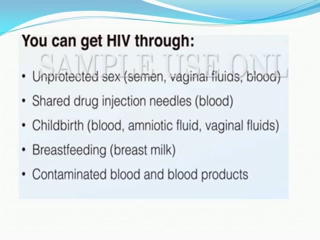 You can get HIV through:
SAMPLE USE ONL
• Unprotected sex (semen, vaginal fluids, blood)
• Shared drug injection needles (blood)
• Childbirth (blood, amniotic fluid, vaginal fluids)
• Breastfeeding (breast milk)
• Contaminated blood and blood products